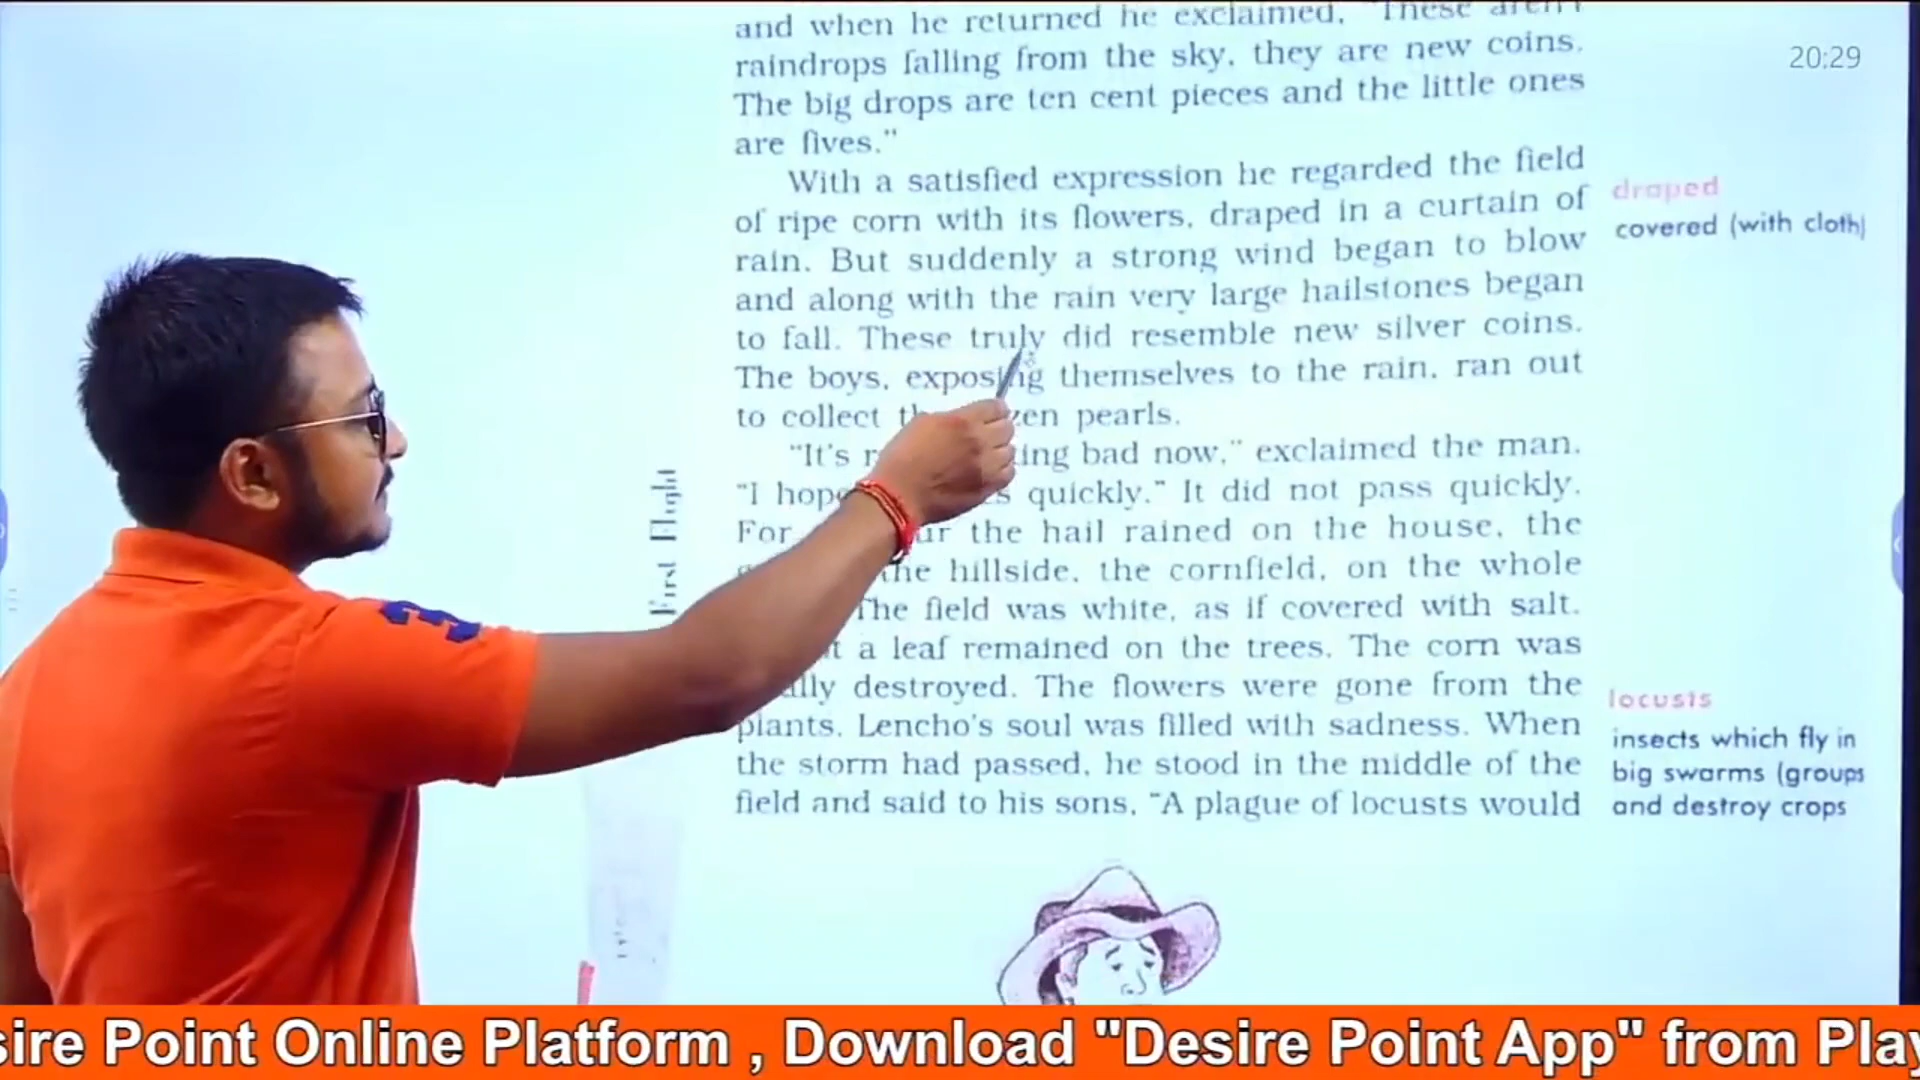 and when he returned he exclaimed, "These aren't
raindrops falling from the sky, they are new coins.
The big drops are ten cent pieces and the little ones
are fives."
With a satisfied expression he regarded the field
of ripe corn with its flowers, draped in a curtain of
rain. But suddenly a strong wind began to blow
and along with the rain very large hailstones began
to fall. These truly did resemble new silver coins.
The boys, exposing themselves to the rain, ran out
to collect pearls.
"It's bad now," exclaimed the man.
"I hope quickly." It did not pass quickly.
For the hail rained on the house, the
hillside, the cornfield, on the whole
The field was white, as if covered with salt.
a leaf remained on the trees. The corn was
destroyed. The flowers were gone from the
plants. Lencho's soul was filled with sadness. When
the storm had passed, he stood in the middle of the
field and said to his sons, "A plague of locusts would
20:29
draped
covered (with cloth)
locusts
insects which fly in
big swarms (groups
and destroy crops
First Flight
sire Point Online Platform , Download "Desire Point App" from Play